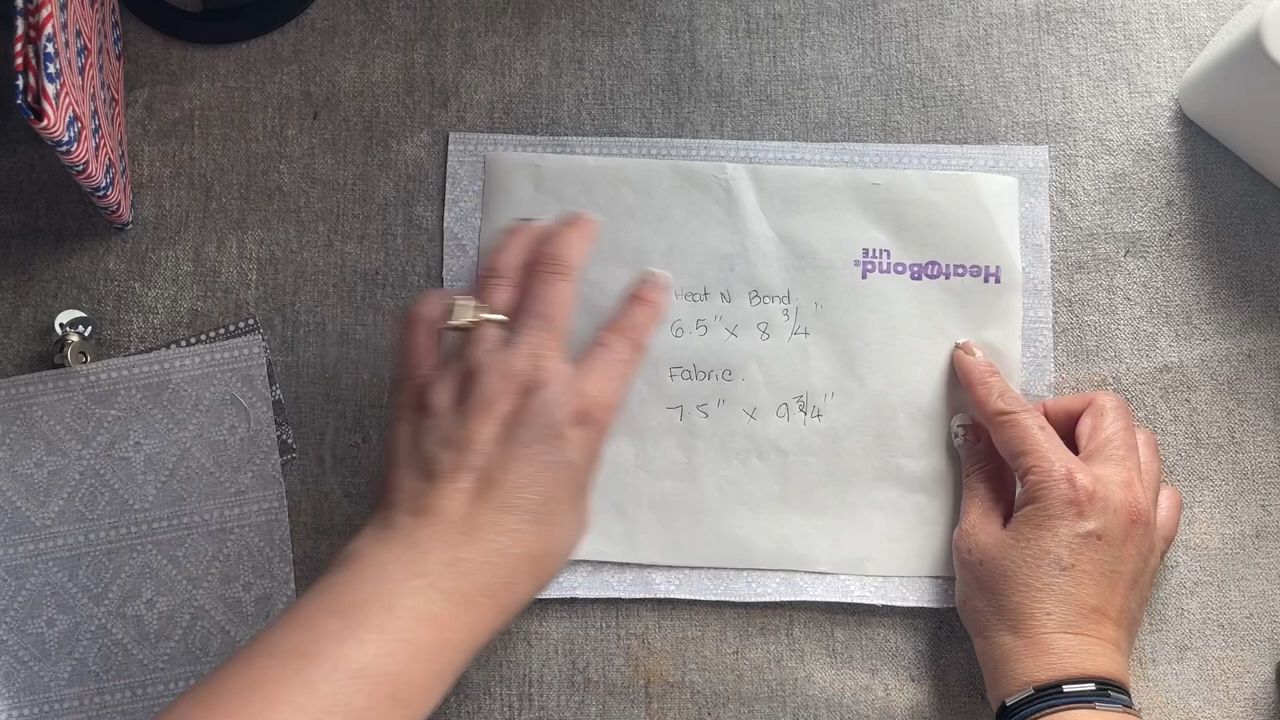 HeatnBond
LITE
Heat N Bond.
6.5" x 8 3/4"
Fabric.
7.5" x 9 3/4"